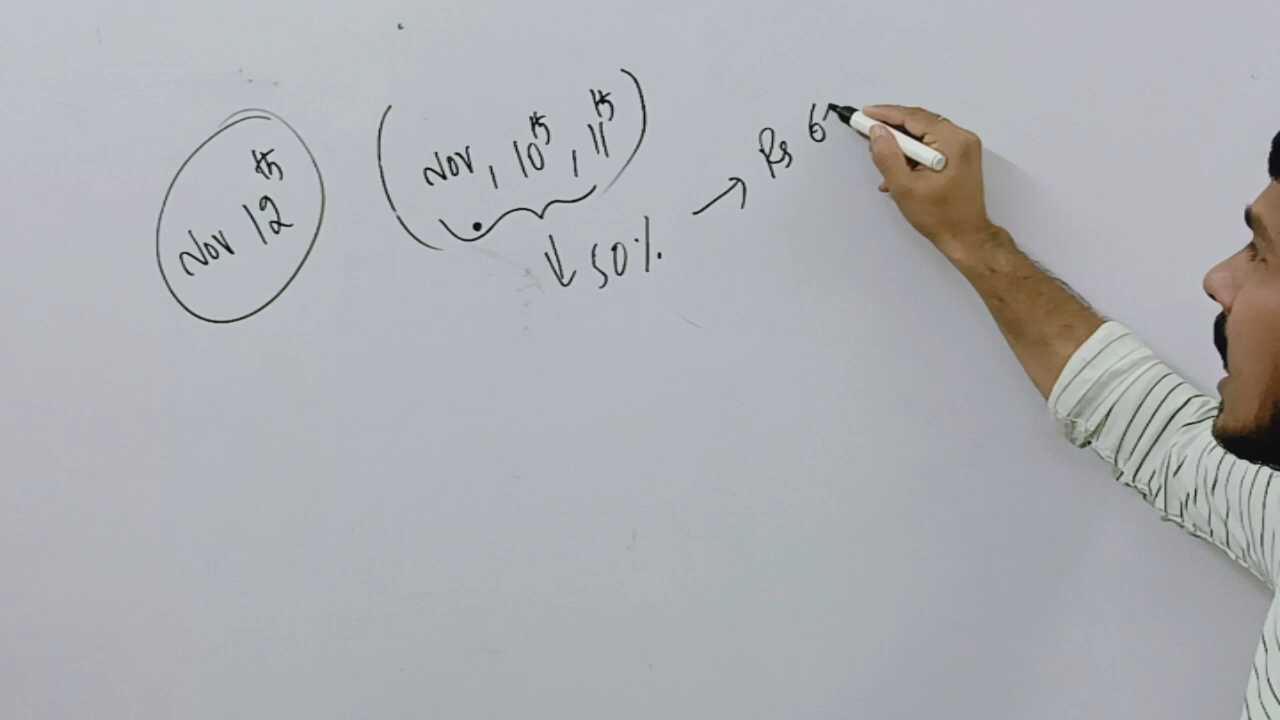 Nov 12th
(Nov, 10th, 11th)
↓ 50% → Rs 6